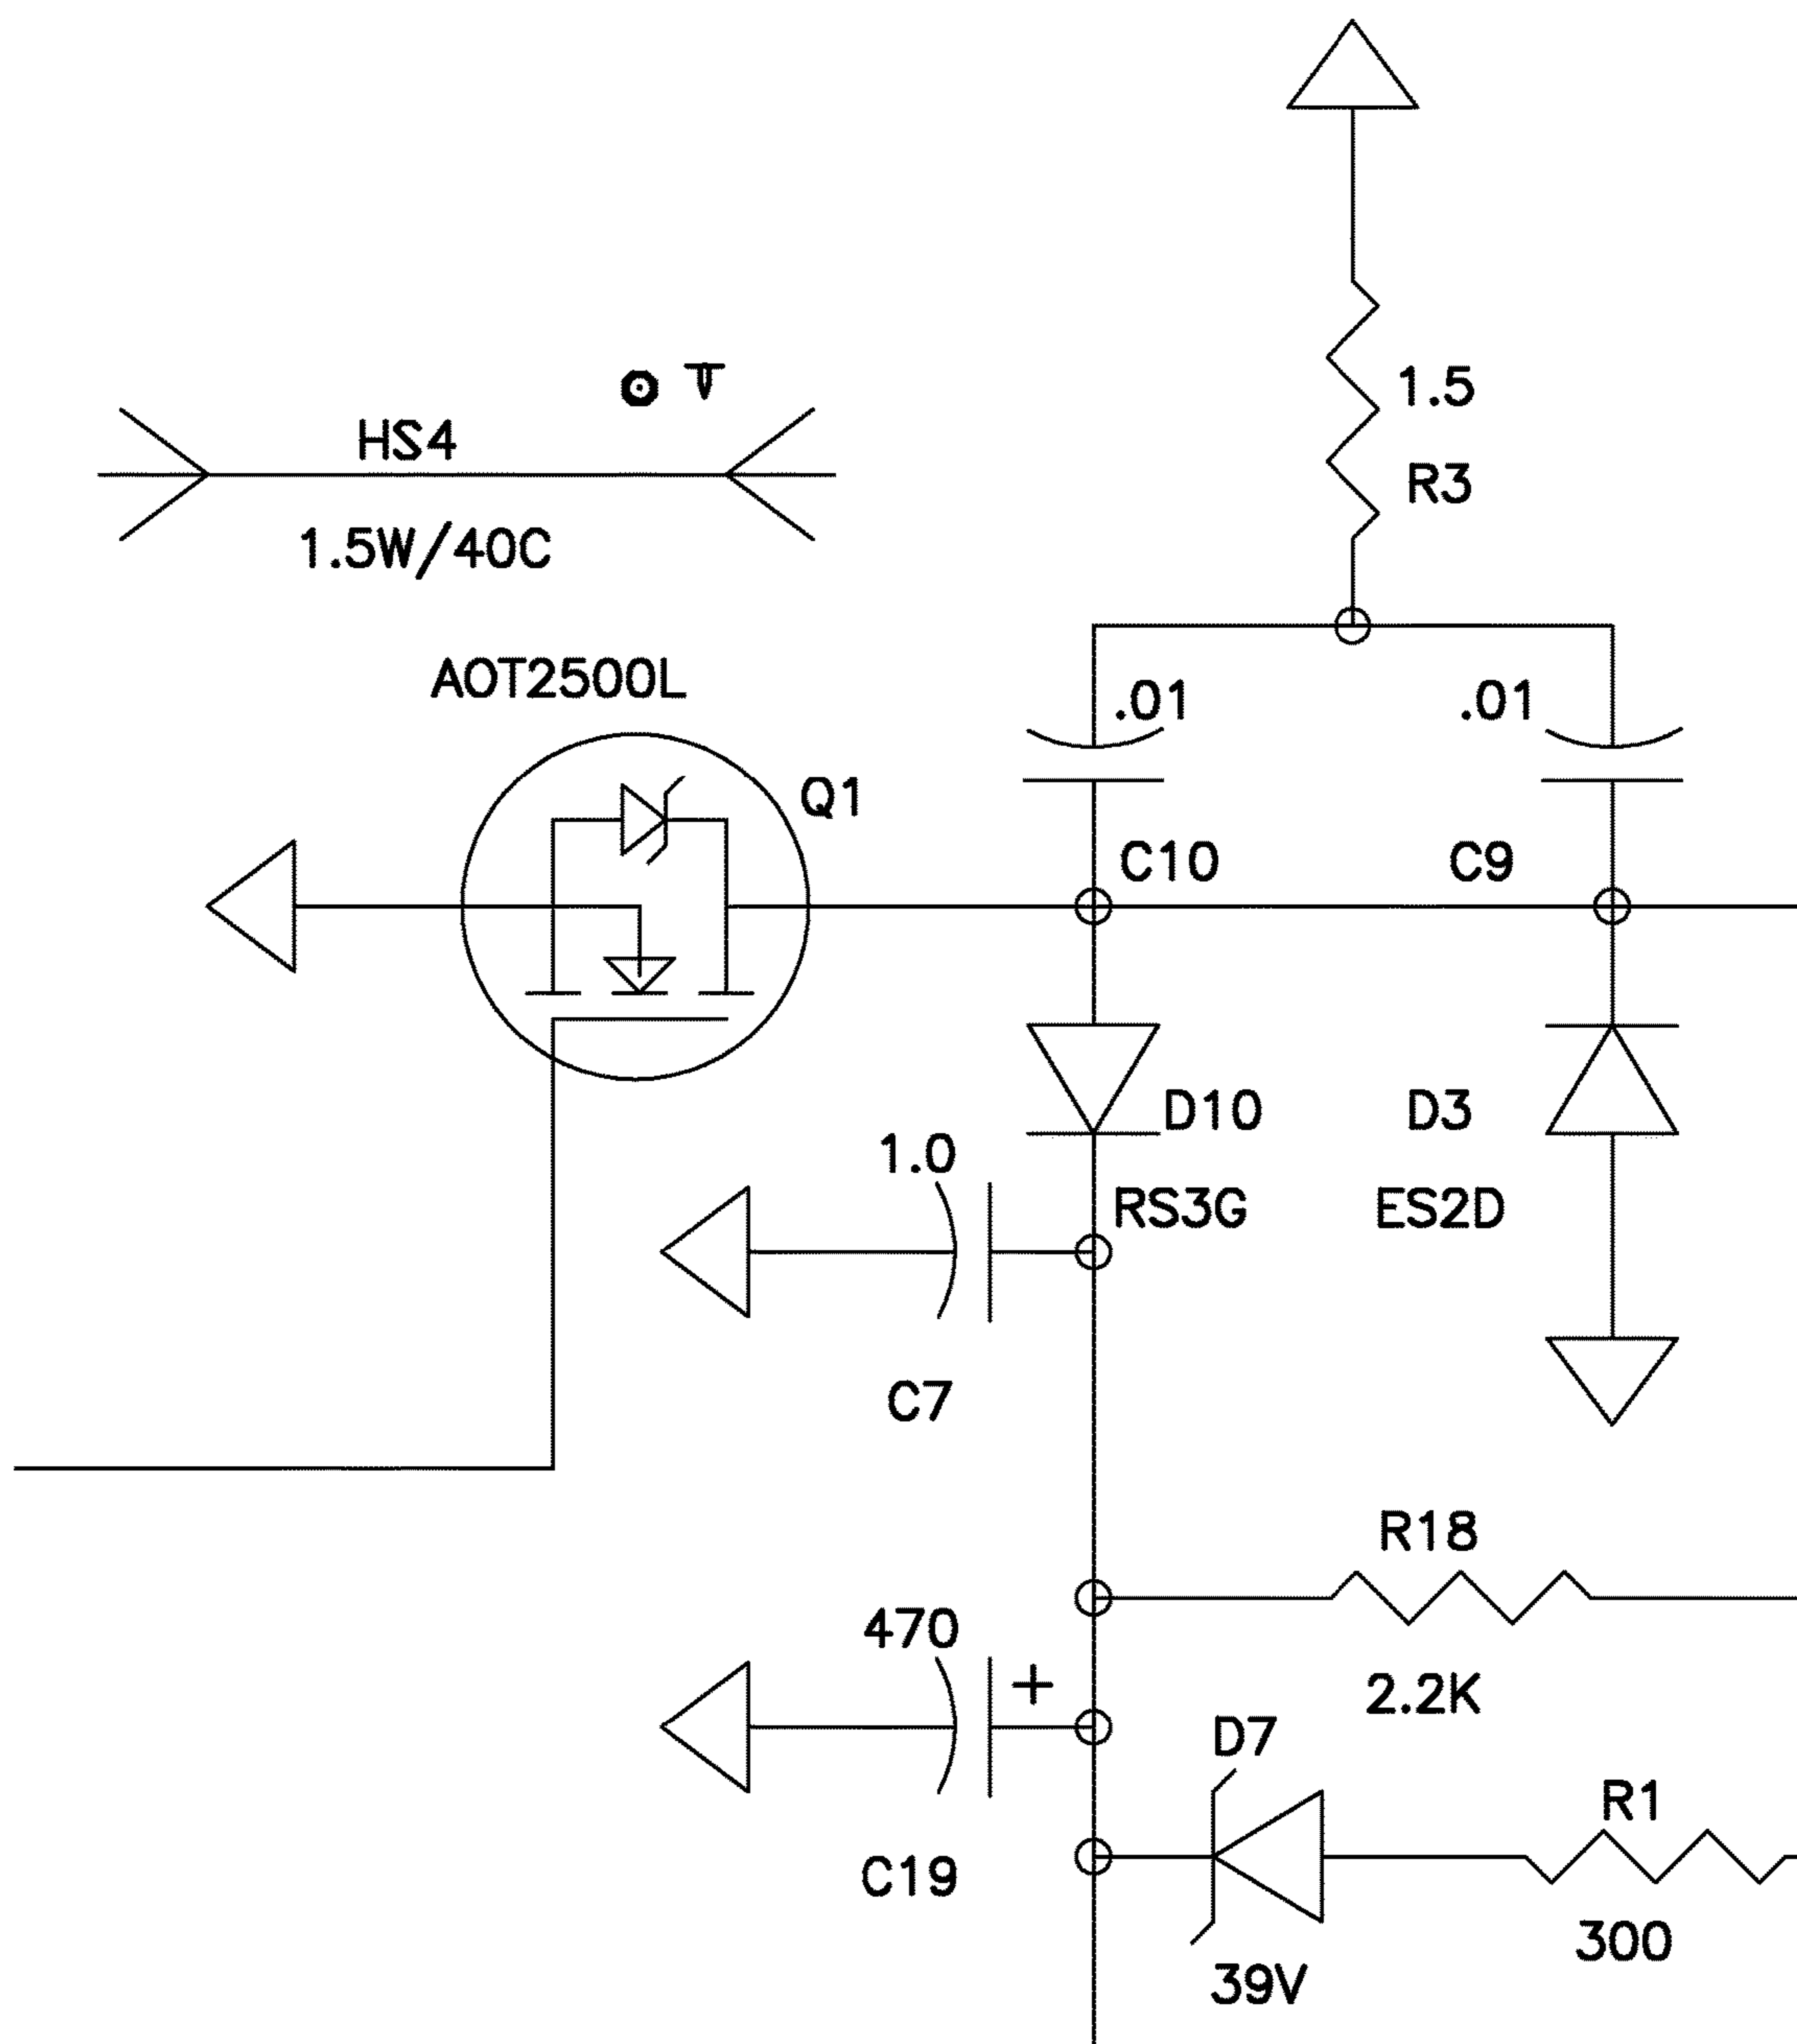 1.5
R3
HS4
1.5W/40C
AOT2500L
Q1
.01
.01
C10
C9
D10
RS3G
D3
ES2D
1.0
C7
R18
2.2K
470
+
C19
D7
39V
R1
300